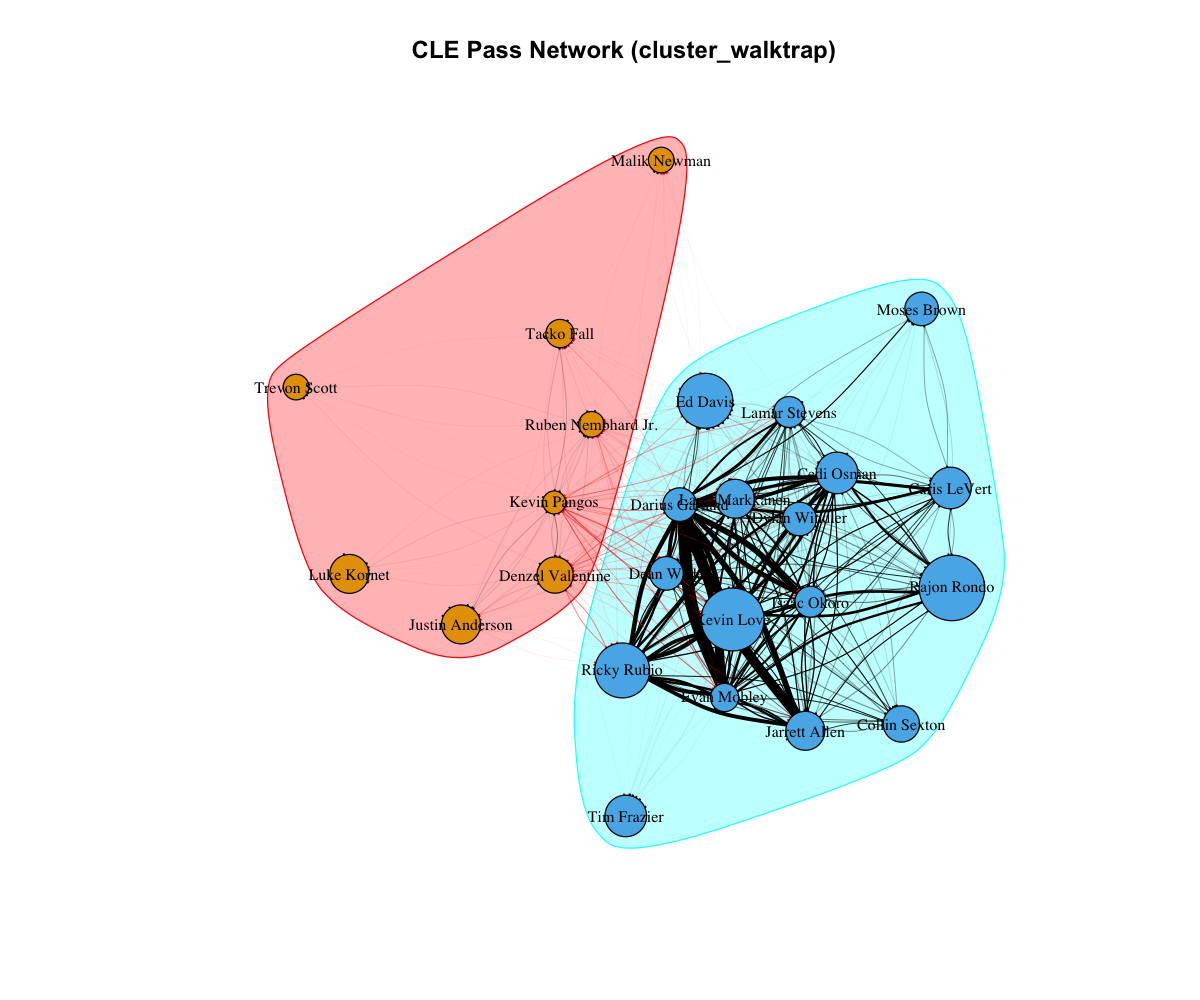 CLE Pass Network (cluster_walktrap)
Malik Newman
Moses Brown
Tacko Fall
Trevon Scott
Ed Davis
Lamar Stevens
Ruben Nembhard Jr.
Cedi Osman
Caris LeVert
Kevin Pangos
Darius Garland
Lauri Markkanen
Dylan Windler
Luke Kornet
Denzel Valentine
Dean
Rajon Rondo
Isaac Okoro
Justin Anderson
Kevin Love
Ricky Rubio
Evan Mobley
Jarrett Allen
Collin Sexton
Tim Frazier